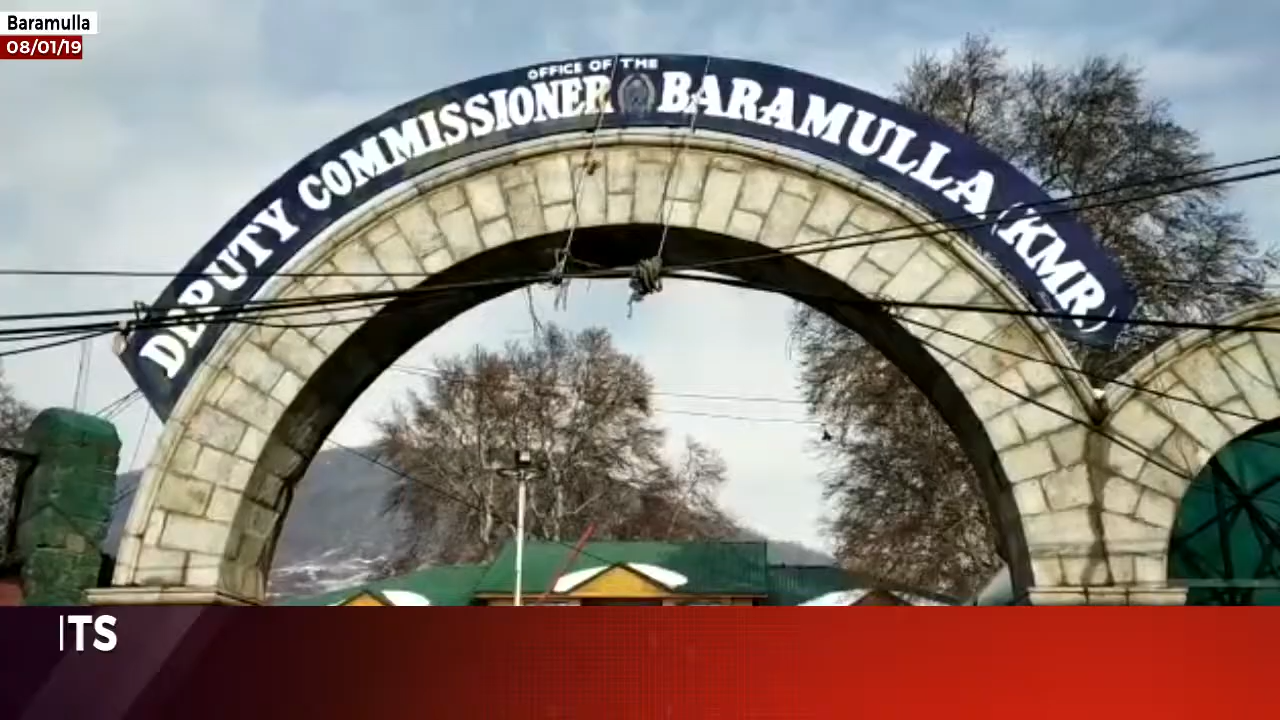 Baramulla
08/01/19
OFFICE OF THE
DEPUTY COMMISSIONER BARAMULLA (KMR)
ITS